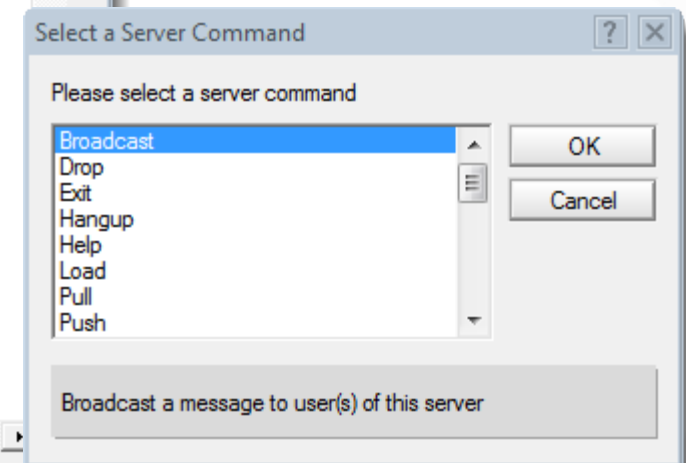 Select a Server Command
?
Please select a server command
Broadcast
Drop
Exit
Hangup
Help
Load
Pull
Push
OK
Cancel
Broadcast a message to user(s) of this server